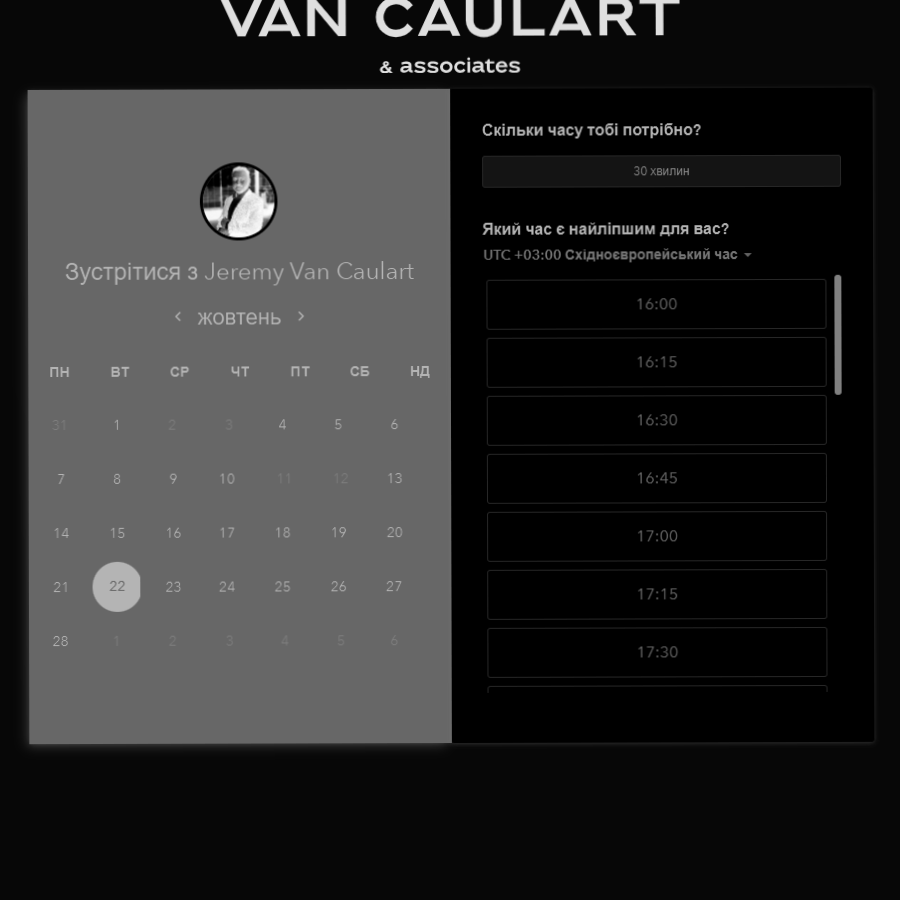 VAN CAULART
& associates
Зустрітися з Jeremy Van Caulart
жовтень
ПН ВТ СР ЧТ ПТ СБ НД
31 1 2 3 4 5 6
7 8 9 10 11 12 13
14 15 16 17 18 19 20
21 22 23 24 25 26 27
28 1 2 3 4 5 6
Скільки часу тобі потрібно?
30 хвилин
Який час є найліпшим для вас?
UTC +03:00 Східноєвропейський час
16:00
16:15
16:30
16:45
17:00
17:15
17:30